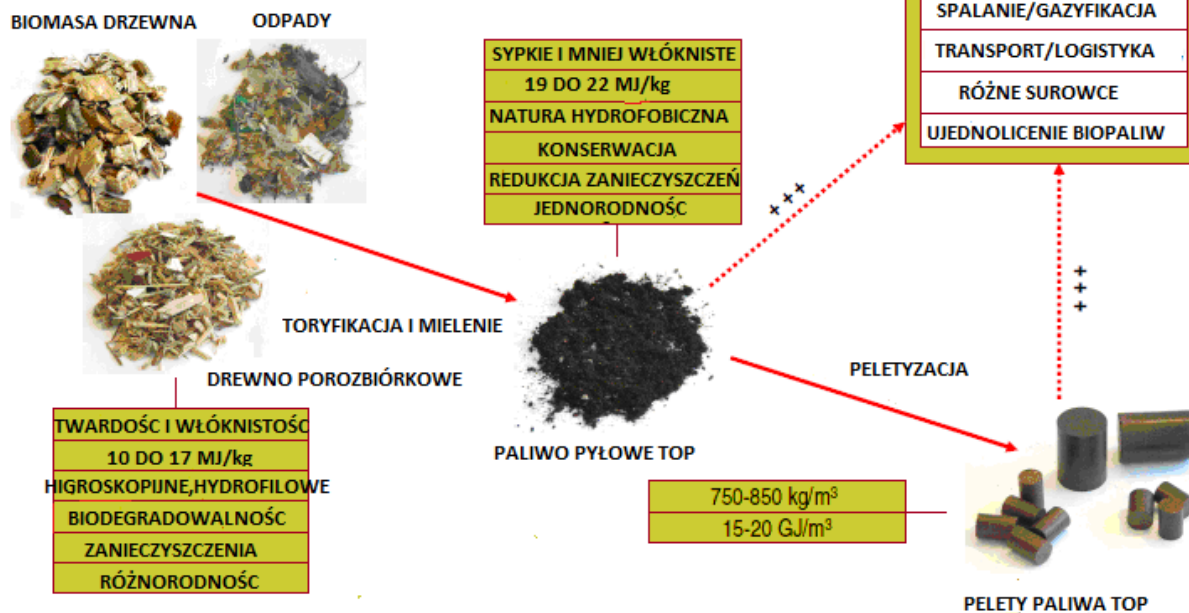 BIOMASA DRZEWNA
ODPADY
SPALANIE/GAZYFIKACJA
TRANSPORT/LOGISTYKA
RÓŻNE SUROWCE
UJEDNOLICENIE BIOPALIW
SYPKIE I MNIEJ WŁÓKNISTE
19 DO 22 MJ/kg
NATURA HYDROFOBICZNA
KONSERWACJA
REDUKCJA ZANIECZYSZCZEŃ
JEDNORODNOŚC
+++
+++
TORYFIKACJA I MIELENIE
DREWNO POROZBIÓRKOWE
PELETYZACJA
TWARDOŚC I WŁÓKNISTOŚC
10 DO 17 MJ/kg
HIGROSKOPIJNE,HYDROFILOWE
BIODEGRADOWALNOŚC
ZANIECZYSZCZENIA
RÓŻNORODNOŚC
PALIWO PYŁOWE TOP
750-850 kg/m³
15-20 GJ/m³
PELETY PALIWA TOP